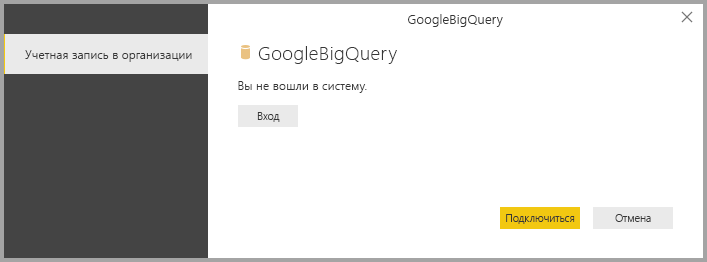 GoogleBigQuery
Учетная запись в организации
GoogleBigQuery
Вы не вошли в систему.
Вход
Подключиться
Отмена